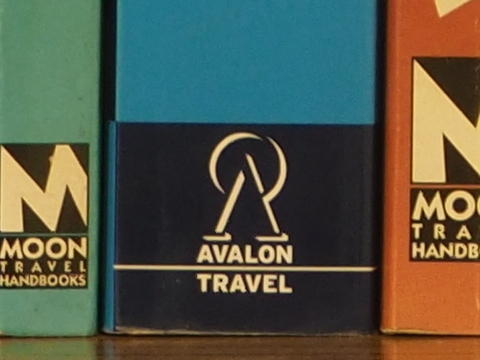 M
MOON
TRAVEL
HANDBOOKS
AVALON
TRAVEL
M
MOO
TRA
HANDB